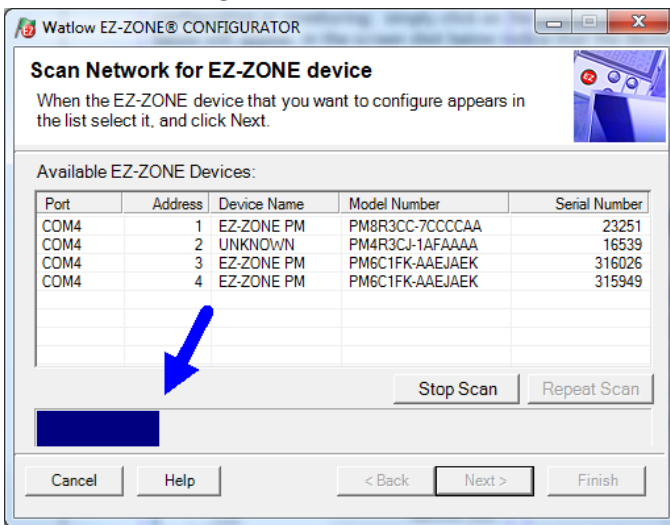 Watlow EZ-ZONE® CONFIGURATOR
Scan Network for EZ-ZONE device
When the EZ-ZONE device that you want to configure appears in
the list select it, and click Next.
Available EZ-ZONE Devices:
Port Address Device Name Model Number Serial Number
COM4 1 EZ-ZONE PM PM8R3CC-7CCCCAA 23251
COM4 2 UNKNOWN PM4R3CJ-1AFAAAA 16539
COM4 3 EZ-ZONE PM PM6C1FK-AAEJAEK 316026
COM4 4 EZ-ZONE PM PM6C1FK-AAEJAEK 315949
Stop Scan Repeat Scan
Cancel Help < Back Next > Finish